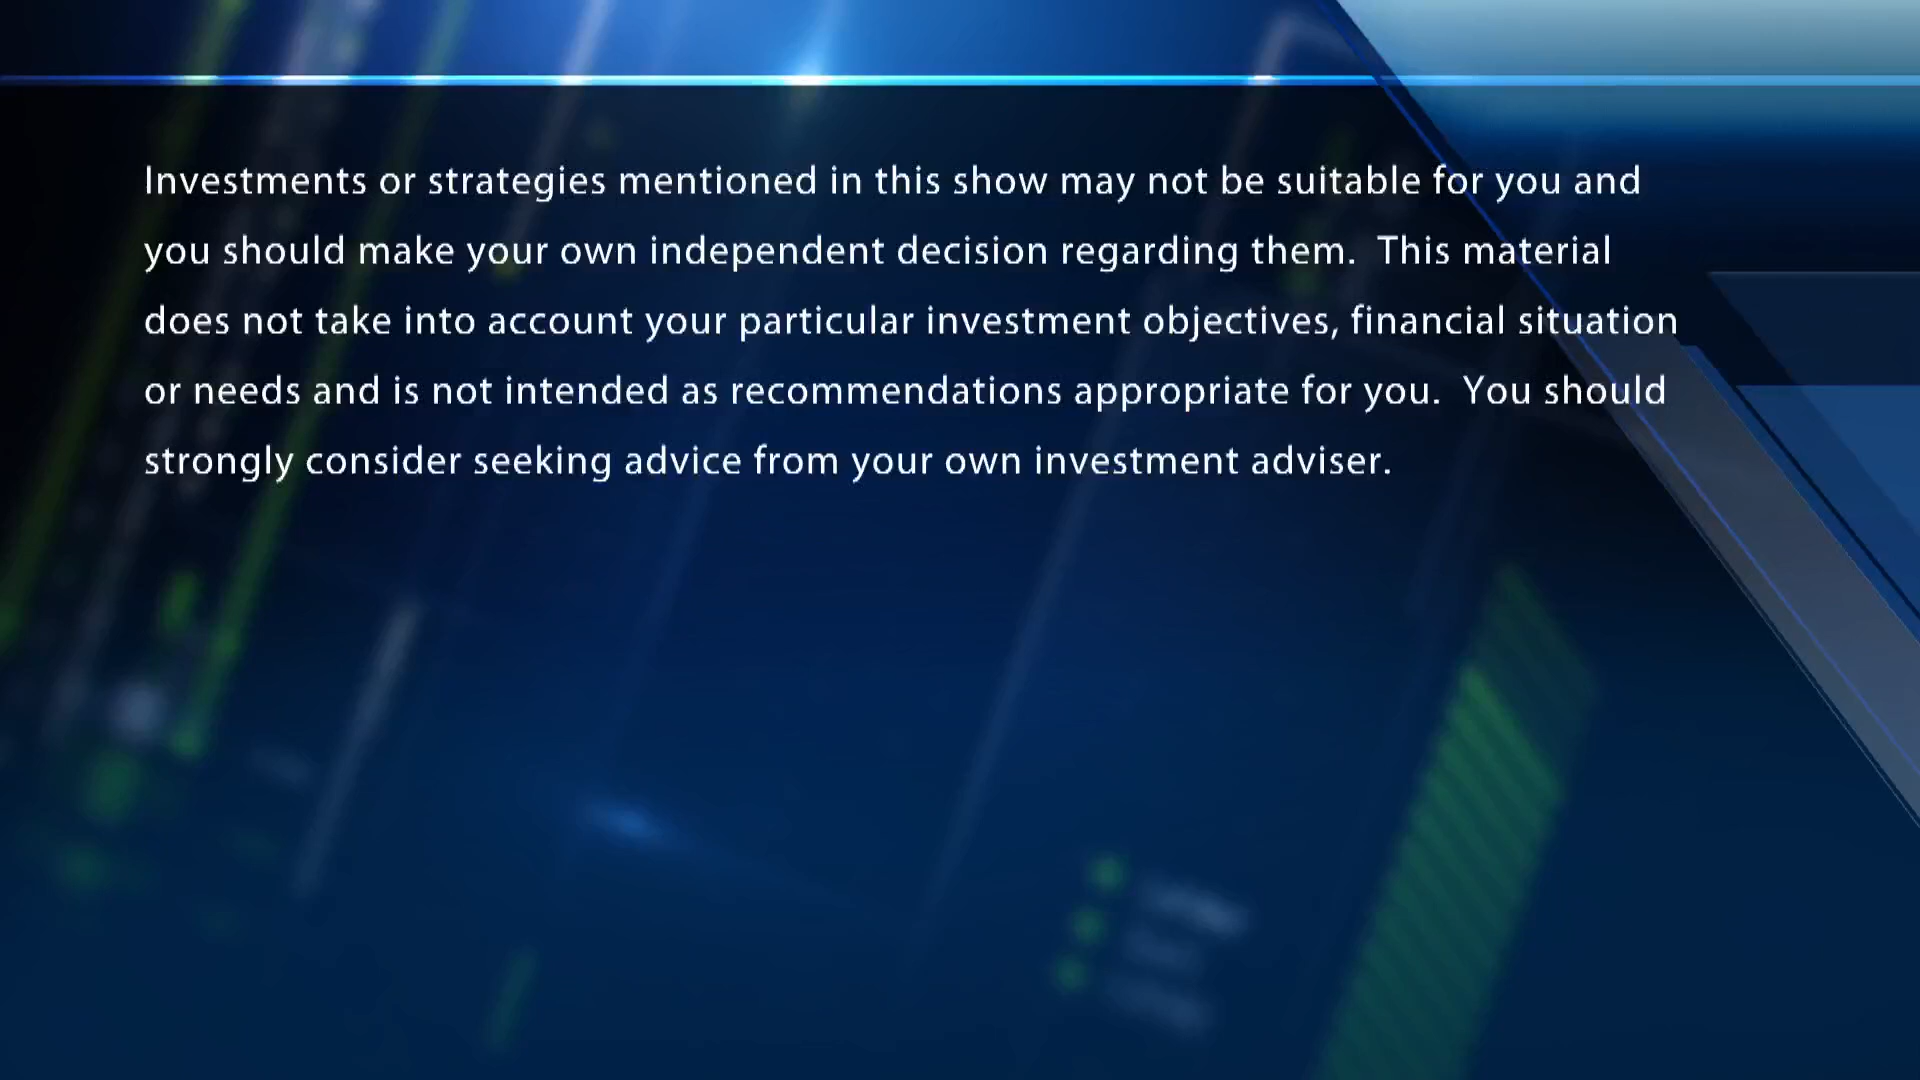 Investments or strategies mentioned in this show may not be suitable for you and
you should make your own independent decision regarding them.  This material
does not take into account your particular investment objectives, financial situation
or needs and is not intended as recommendations appropriate for you.  You should
strongly consider seeking advice from your own investment adviser.